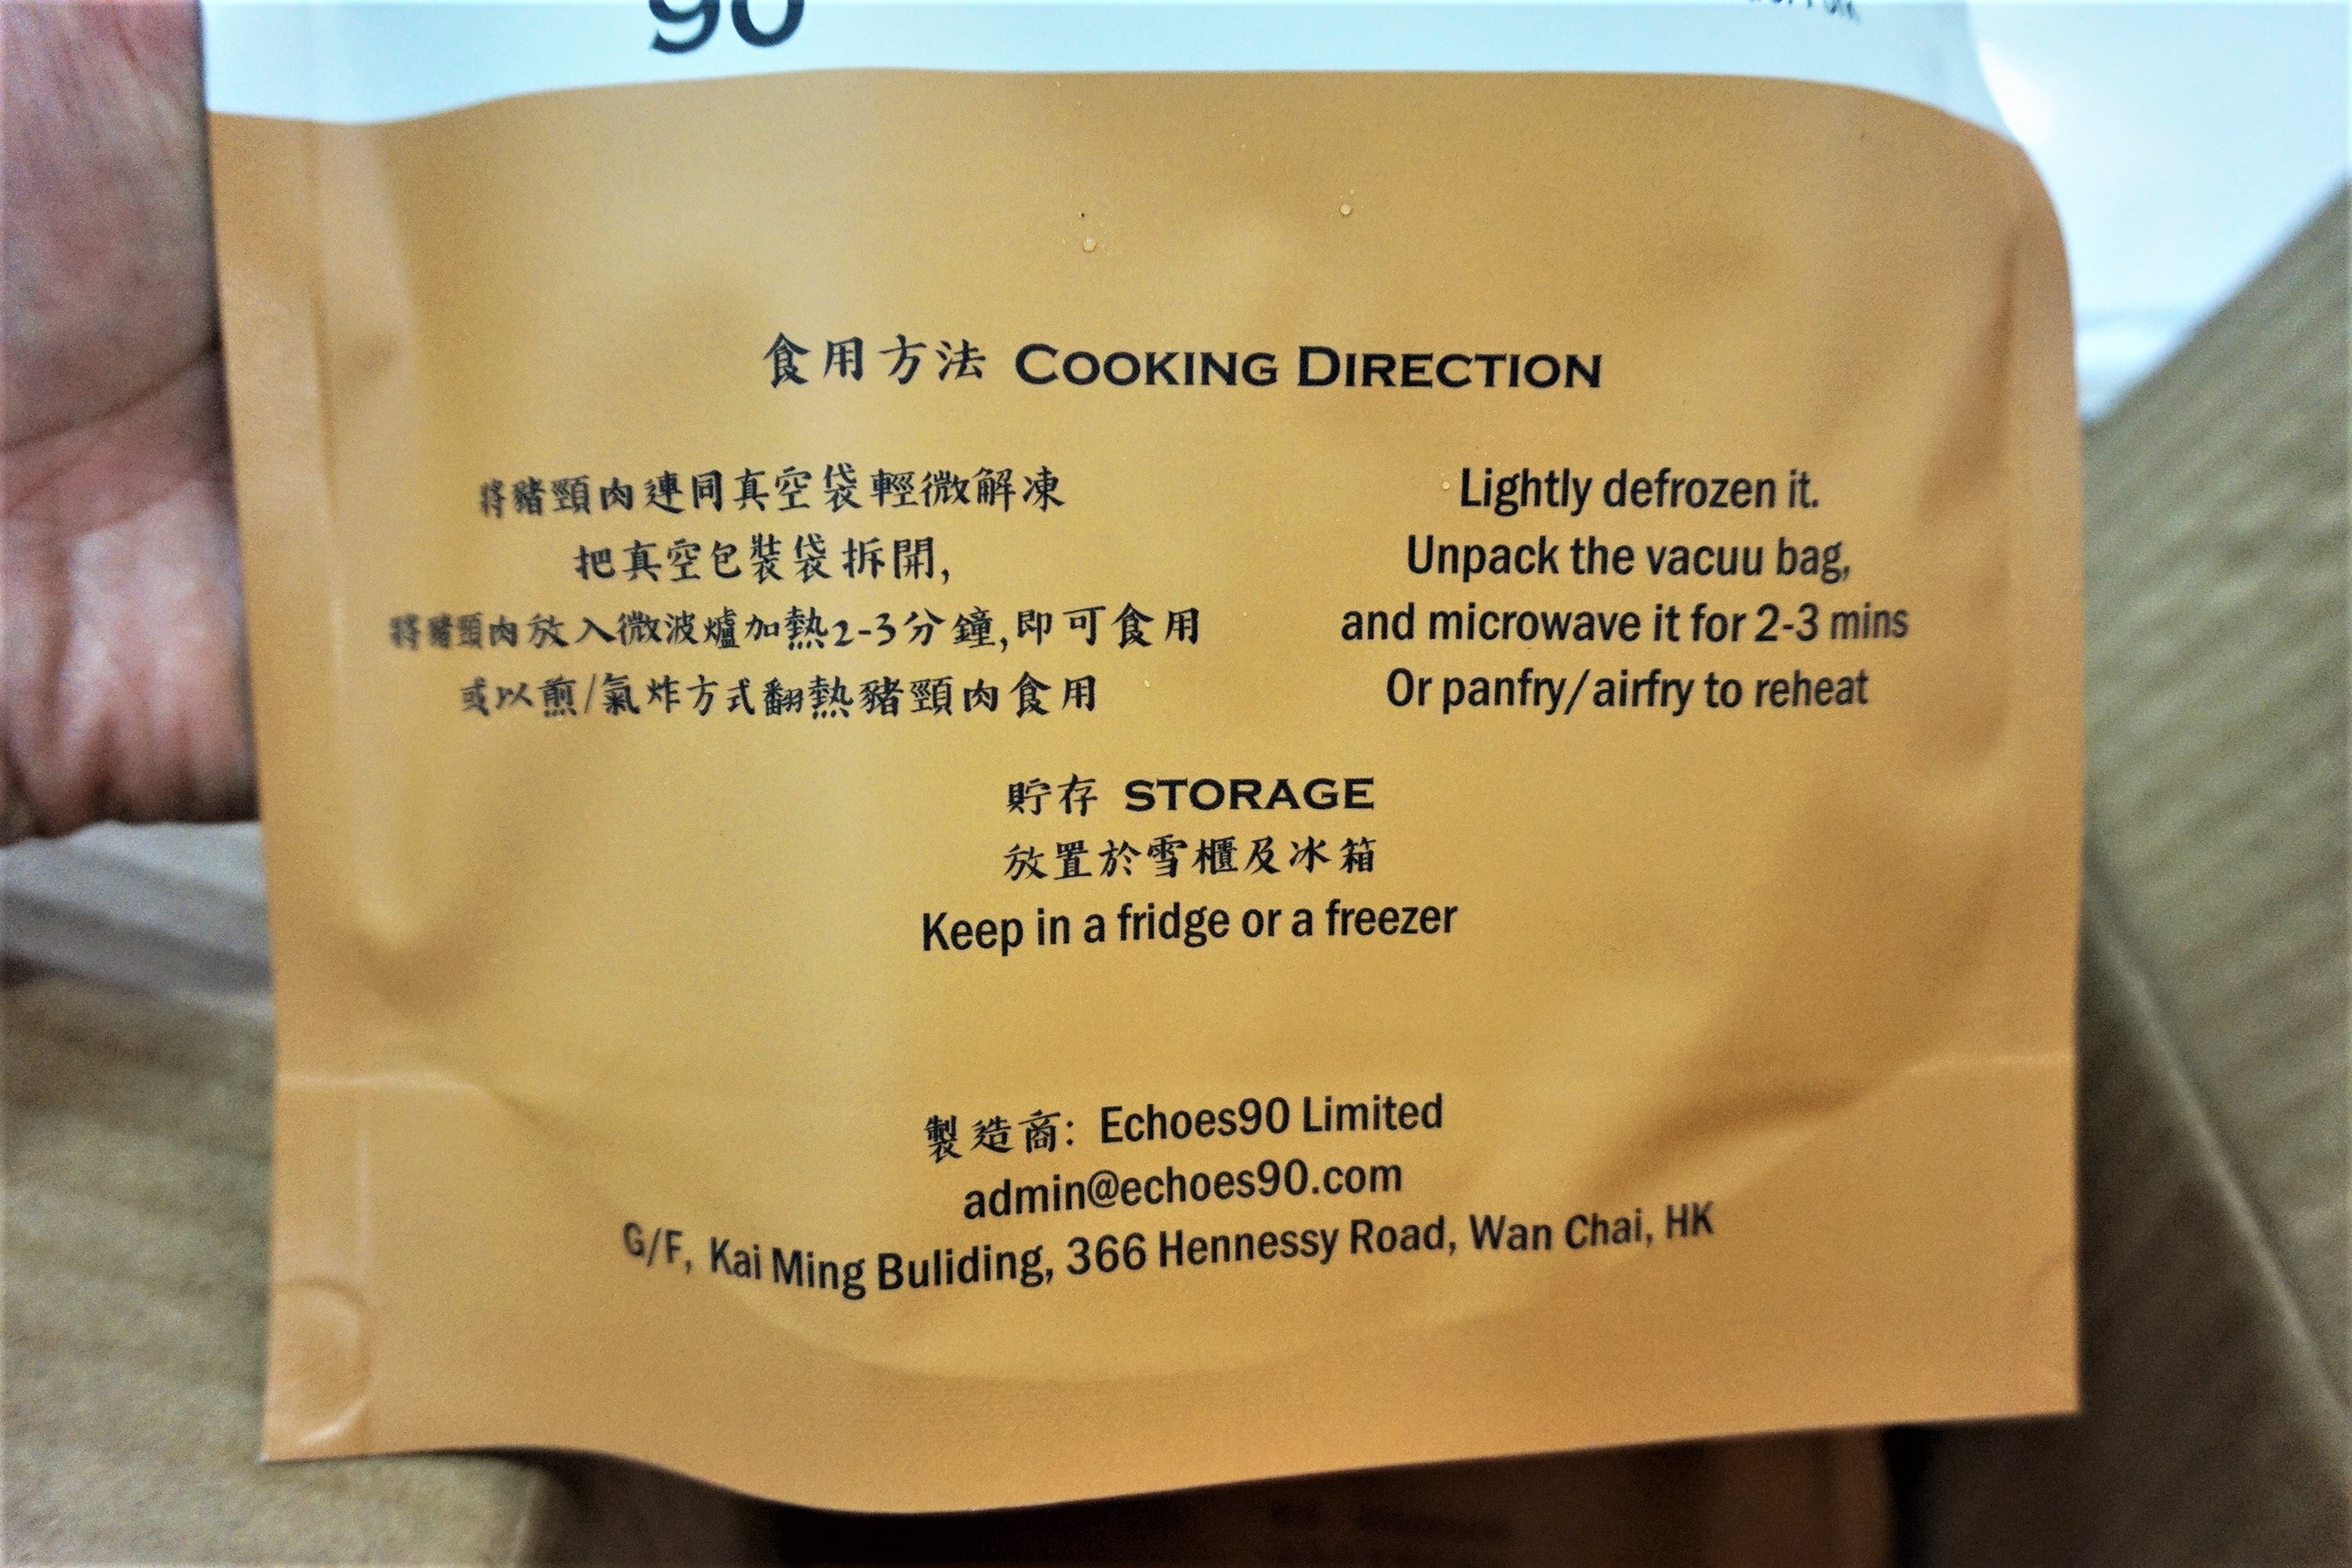 90
食用方法 COOKING DIRECTION
將豬頸肉連同真空袋輕微解凍
把真空包裝袋拆開,
將豬頸肉放入微波爐加熱2-3分鐘,即可食用
或以煎/氣炸方式翻熱豬頸肉食用
Lightly defrozen it.
Unpack the vacuu bag,
and microwave it for 2-3 mins
Or panfry/airfry to reheat
貯存 STORAGE
放置於雪櫃及冰箱
Keep in a fridge or a freezer
製造商: Echoes90 Limited
admin@echoes90.com
G/F, Kai Ming Buliding, 366 Hennessy Road, Wan Chai, HK